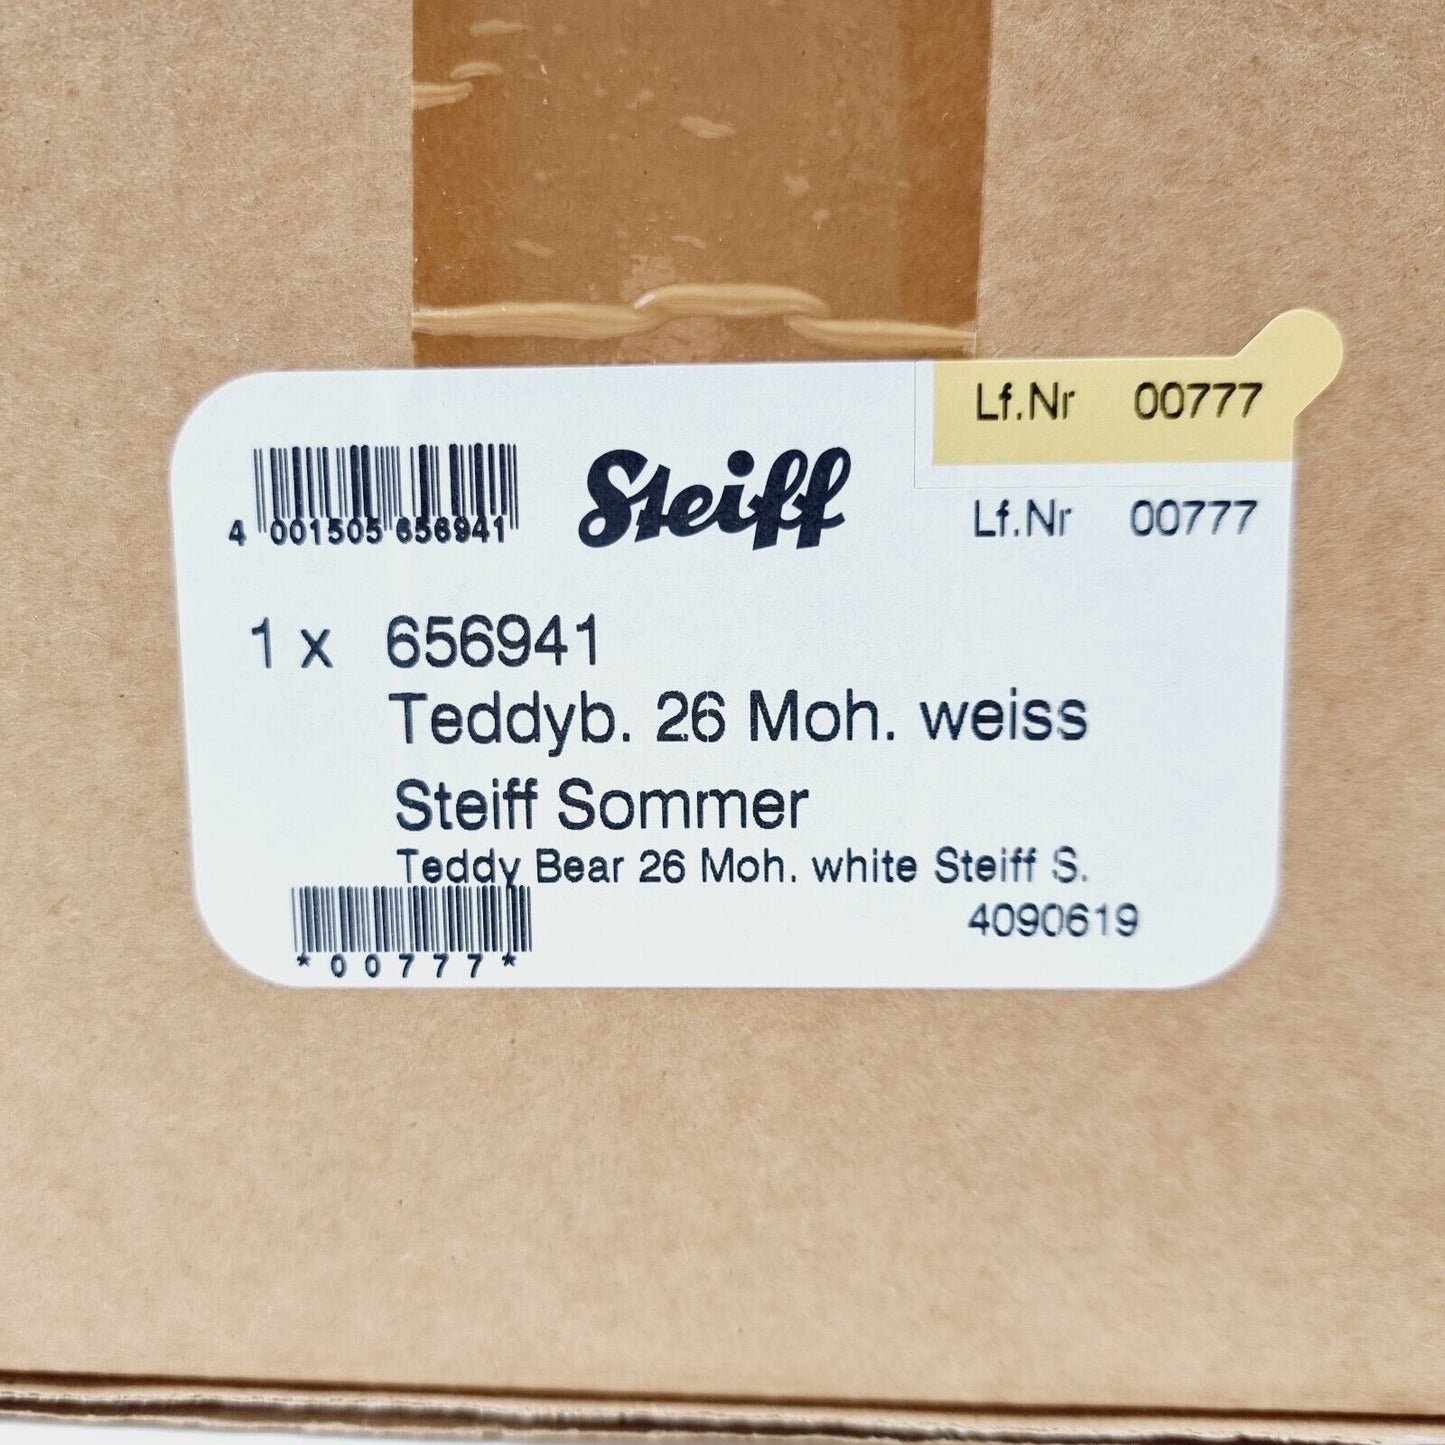 Lf.Nr 00777
4 001505 656941
Steiff
Lf.Nr 00777
1 x 656941
Teddyb. 26 Moh. weiss
Steiff Sommer
Teddy Bear 26 Moh. white Steiff S.
4090619
*00777*